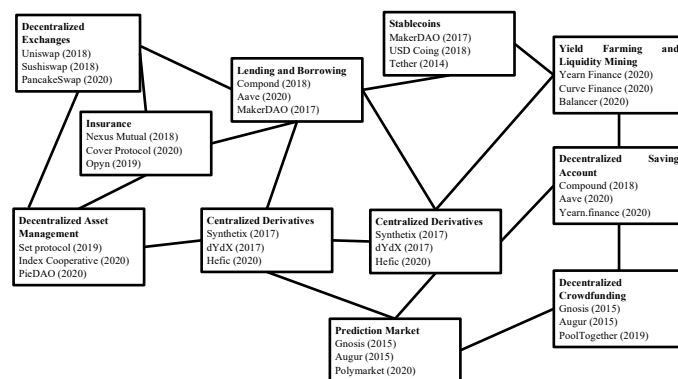 Decentralized
Exchanges
Uniswap (2018)
Sushiswap (2018)
PancakeSwap (2020)
Stablecoins
MakerDAO (2017)
USD Coing (2018)
Tether (2014)
Yield Farming and
Liquidity Mining
Yearn Finance (2020)
Curve Finance (2020)
Balancer (2020)
Lending and Borrowing
Compond (2018)
Aave (2020)
MakerDAO (2017)
Insurance
Nexus Mutual (2018)
Cover Protocol (2020)
Opyn (2019)
Decentralized Saving
Account
Compound (2018)
Aave (2020)
Yearn.finance (2020)
Decentralized Asset
Management
Set protocol (2019)
Index Cooperative (2020)
PieDAO (2020)
Centralized Derivatives
Synthetix (2017)
dYdX (2017)
Hefic (2020)
Centralized Derivatives
Synthetix (2017)
dYdX (2017)
Hefic (2020)
Decentralized
Crowdfunding
Gnosis (2015)
Augur (2015)
PoolTogether (2019)
Prediction Market
Gnosis (2015)
Augur (2015)
Polymarket (2020)